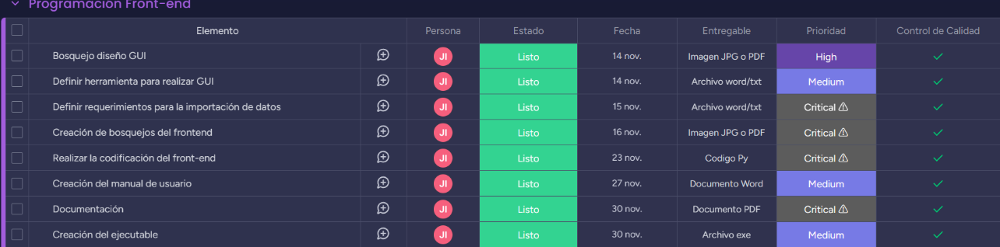 Programación Front-end
Elemento Persona Estado Fecha Entregable Prioridad Control de Calidad
Bosquejo diseño GUI JI Listo 14 nov. Imagen JPG o PDF High
Definir herramienta para realizar GUI JI Listo 14 nov. Archivo word/txt Medium
Definir requerimientos para la importación de datos JI Listo 15 nov. Archivo word/txt Critical
Creación de bosquejos del frontend JI Listo 16 nov. Imagen JPG o PDF Critical
Realizar la codificación del front-end JI Listo 23 nov. Codigo Py Critical
Creación del manual de usuario JI Listo 27 nov. Documento Word Medium
Documentación JI Listo 30 nov. Documento PDF Critical
Creación del ejecutable JI Listo 30 nov. Archivo exe Medium